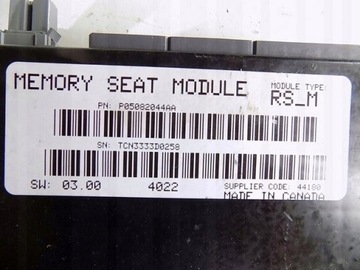 MEMORY SEAT MODULE
MODULE TYPE:
RS_M
PN: P05082044AA
SN: TCN3333D0258
SW: 03.00 4022 SUPPLIER CODE: 44180
MADE IN CANADA